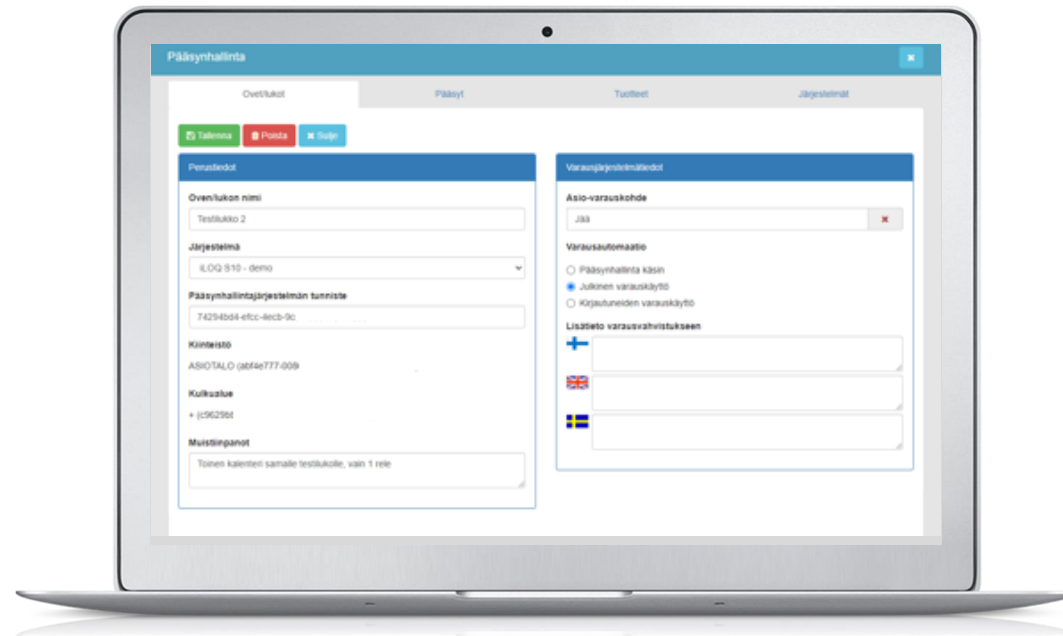 Pääsynhallinta
Ovet/lukot
Pääsyt
Tuotteet
Järjestelmät
Tallenna
Poista
Sulje
Perustiedot
Oven/lukon nimi
Testilukko 2
Järjestelmä
iLOQ S10 - demo
Pääsynhallintajärjestelmän tunniste
74294bd4-efcc-4ecb-9c
Kiinteistö
ASIOTALO (abf4e777-008
Kulkualue
+ (c9629bt
Muistiinpanot
Toinen kalenteri samalle testilukolle, vain 1 rele
Varausjärjestelmätiedot
Asio-varauskohde
Jää
Varausautomaatio
Pääsynhallinta käsin
Julkinen varauskäyttö
Kirjautuneiden varauskäyttö
Lisätieto varausvahvistukseen